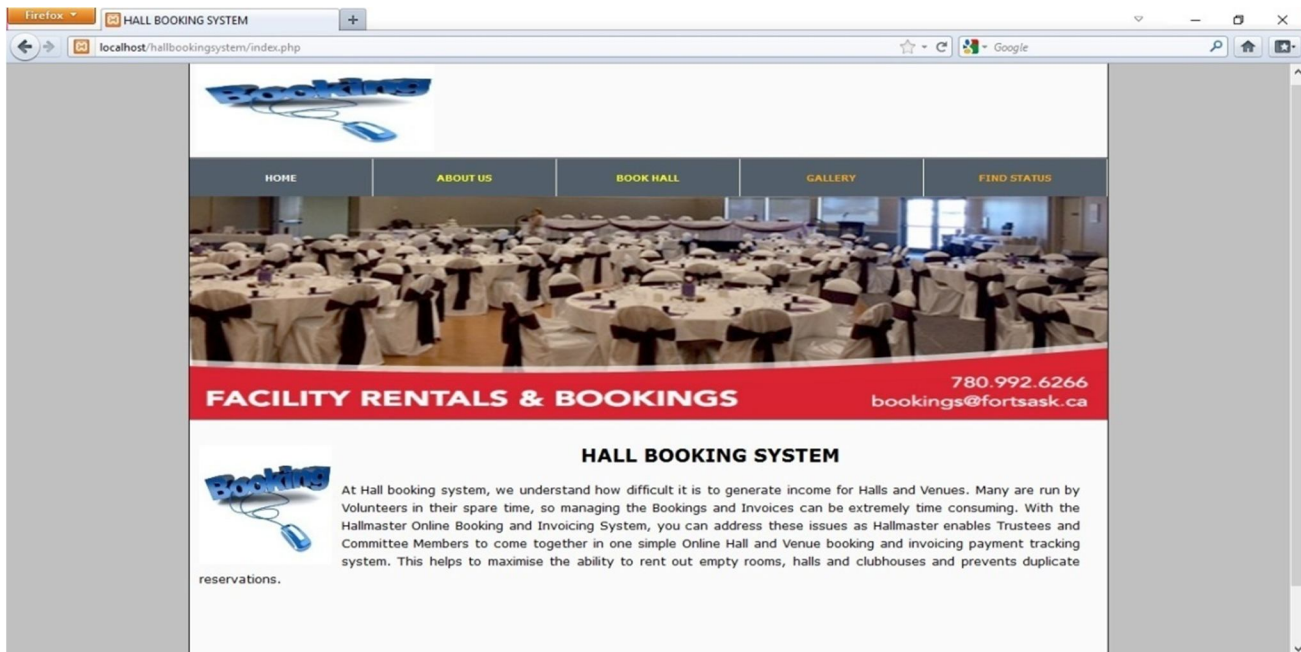 Firefox
HALL BOOKING SYSTEM
localhost/hallbookingsystem/index.php
Google
Booking
HOME
ABOUT US
BOOK HALL
GALLERY
FIND STATUS
FACILITY RENTALS & BOOKINGS
780.992.6266
bookings@fortsask.ca
HALL BOOKING SYSTEM
Booking
At Hall booking system, we understand how difficult it is to generate income for Halls and Venues. Many are run by
Volunteers in their spare time, so managing the Bookings and Invoices can be extremely time consuming. With the
Hallmaster Online Booking and Invoicing System, you can address these issues as Hallmaster enables Trustees and
Committee Members to come together in one simple Online Hall and Venue booking and invoicing payment tracking
system. This helps to maximise the ability to rent out empty rooms, halls and clubhouses and prevents duplicate
reservations.